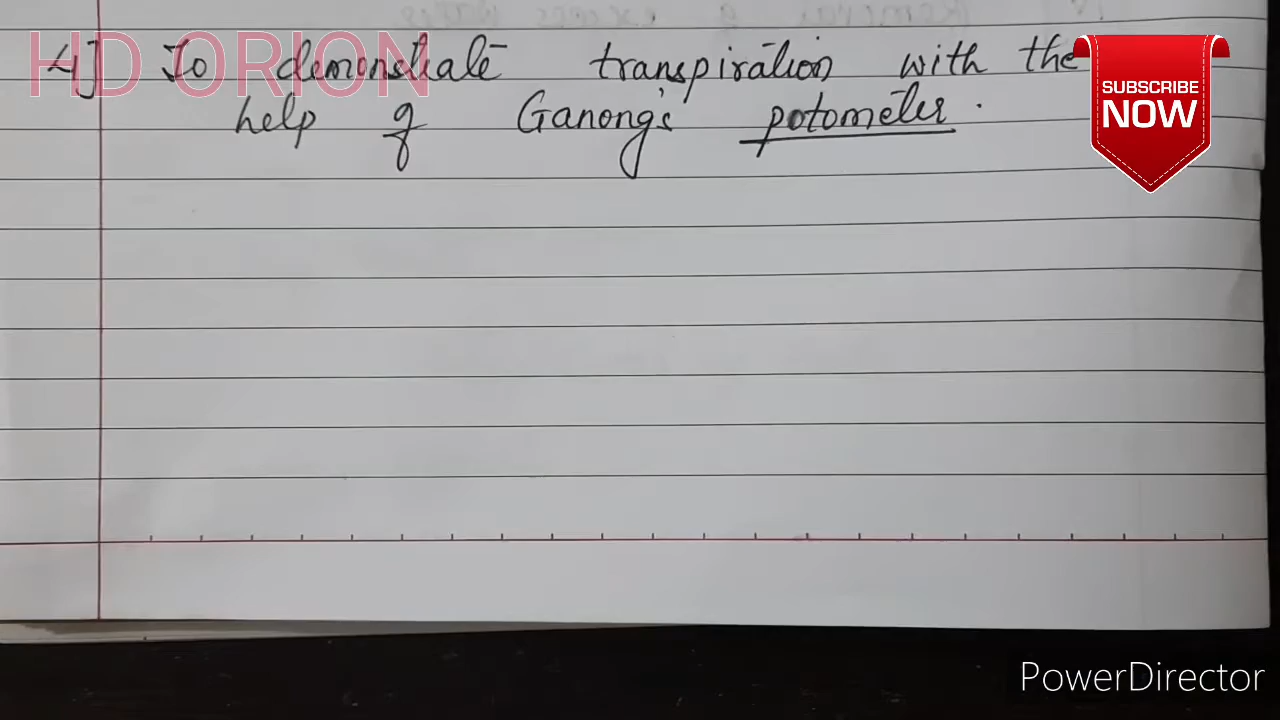 HD ORION
4] To demonstrate transpiration with the
help of Ganong's potometer.
SUBSCRIBE
NOW
PowerDirector